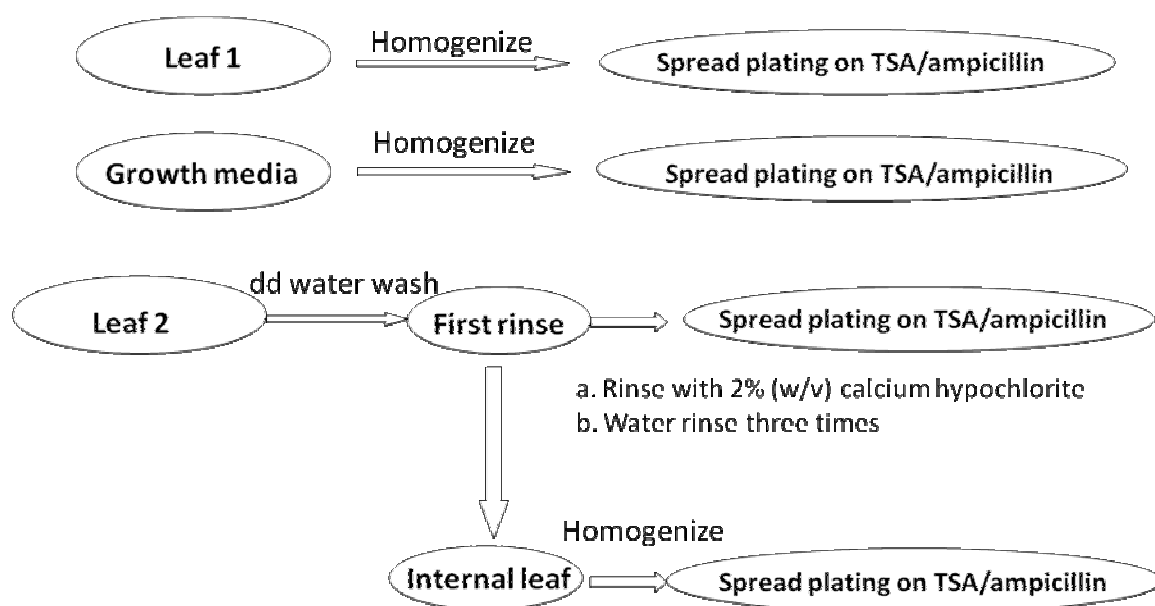 Leaf 1
Homogenize
Spread plating on TSA/ampicillin
Growth media
Homogenize
Spread plating on TSA/ampicillin
Leaf 2
dd water wash
First rinse
Spread plating on TSA/ampicillin
a. Rinse with 2% (w/v) calcium hypochlorite
b. Water rinse three times
Internal leaf
Homogenize
Spread plating on TSA/ampicillin